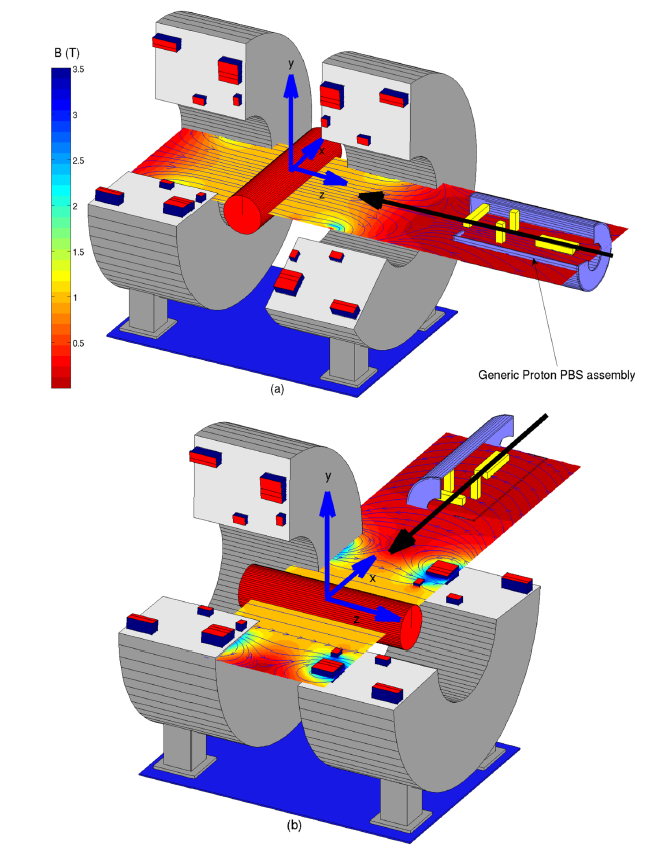 B (T)
3.5
3
2.5
2
1.5
1
0.5
y
x
z
Generic Proton PBS assembly
(a)
y
x
z
(b)